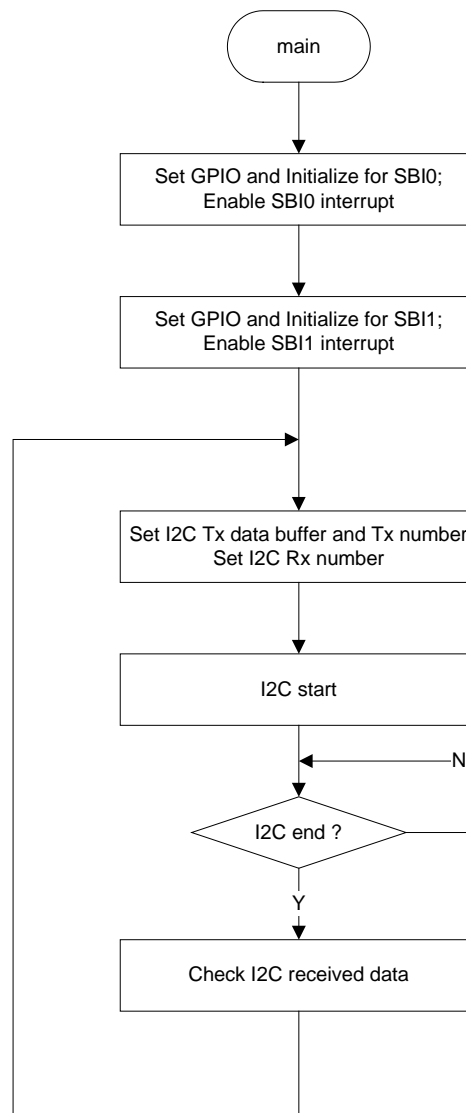 main
Set GPIO and Initialize for SBI0;
Enable SBI0 interrupt
Set GPIO and Initialize for SBI1;
Enable SBI1 interrupt
Set I2C Tx data buffer and Tx number
Set I2C Rx number
I2C start
N
I2C end ?
Y
Check I2C received data